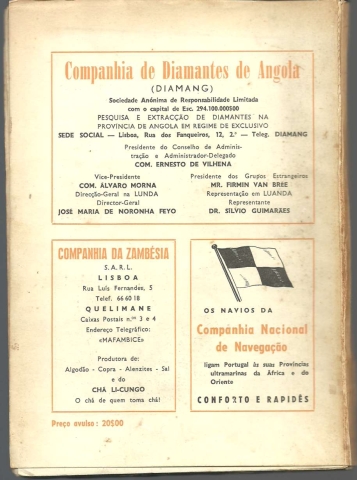 Companhia de Diamantes de Angola
(DIAMANG)
Sociedade Anónima de Responsabilidade Limitada
com o capital de Esc. 294.100.000$00
PESQUISA E EXTRACÇÃO DE DIAMANTES NA
PROVINCIA DE ANGOLA EM REGIME DE EXCLUSIVO
SEDE SOCIAL — Lisboa, Rua dos Fanqueiros, 12, 2.° — Teleg. DIAMANG
Presidente do Conselho de Adminis-
tração e Administrador-Delegado
COM. ERNESTO DE VILHENA
Vice-Presidente
COM. ÁLVARO MORNA
Direcção-Geral na LUNDA
Director-Geral
JOSÉ MARIA DE NORONHA FEYO
Presidente dos Grupos Estrangeiros
MR. FIRMIN VAN BREE
Representação em LUANDA
Representante
DR. SÍLVIO GUIMARÃES
COMPANHIA DA ZAMBÉSIA
S. A. R. L.
LISBOA
Rua Luís Fernandes, 5
Telef. 66 60 18
QUELIMANE
Caixas Postais n.os 3 e 4
Endereço Telegráfico:
«MAFAMBICE»
Produtora de:
Algodão - Copra - Alenzites - Sal
e do
CHÁ LI-CUNGO
O chá de quem toma chá!
OS NAVIOS DA
Companhia Nacional
de Navegação
ligam Portugal às suas Províncias
ultramarinas da África e do
Oriente
CONFORTO E RAPIDÊS
Preço avulso: 20$00